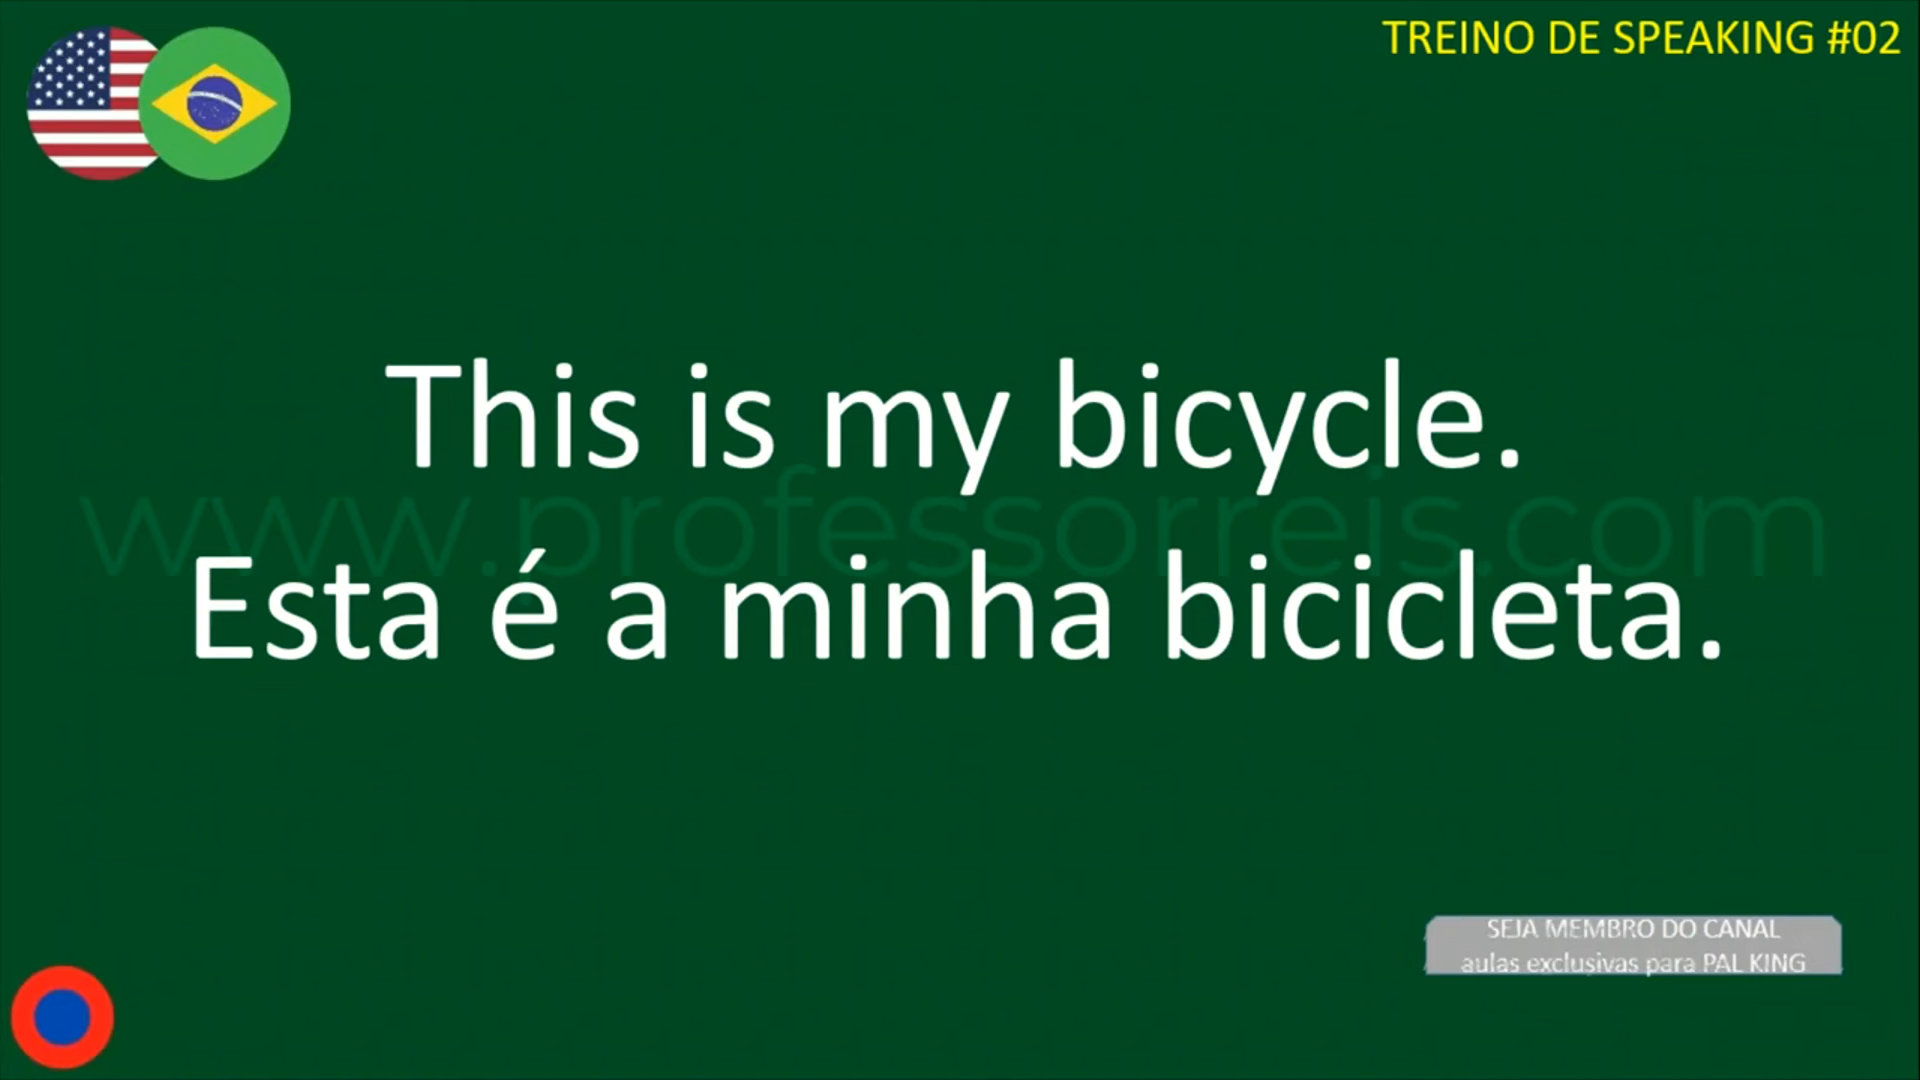 TREINO DE SPEAKING #02
This is my bicycle.
www.professorreis.com
Esta é a minha bicicleta.
SEJA MEMBRO DO CANAL
aulas exclusivas para PAL KING